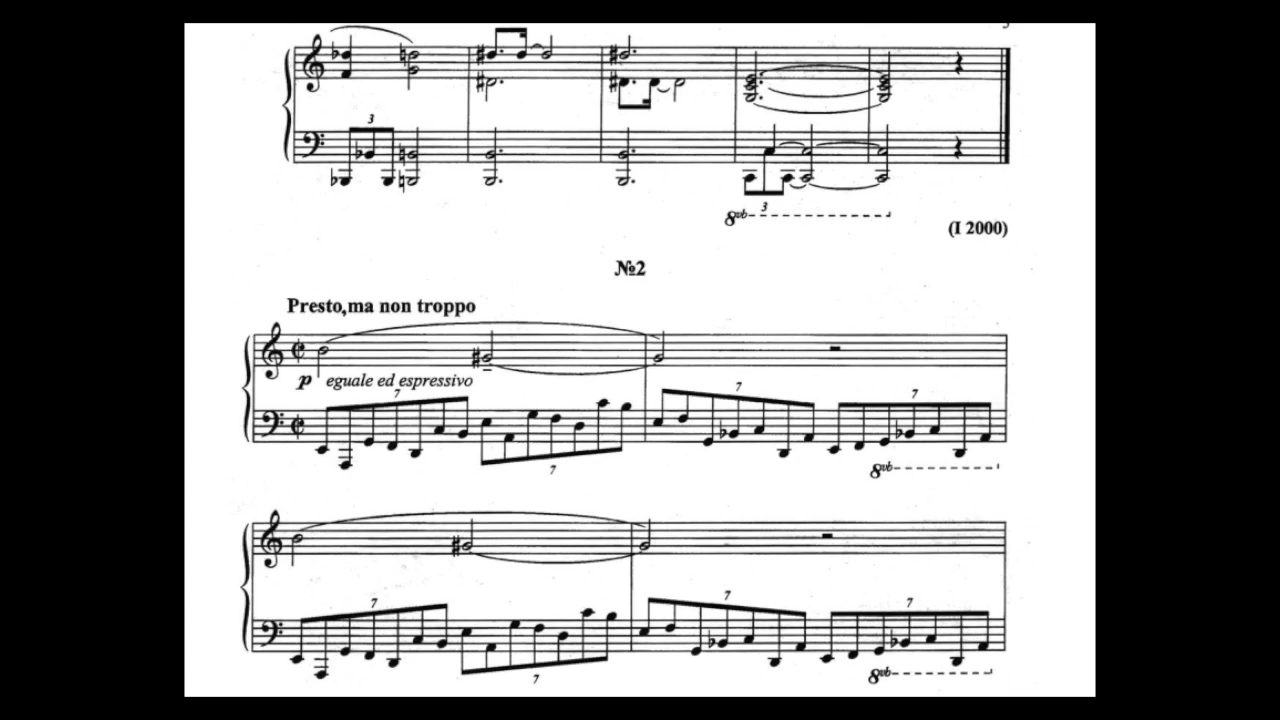 3
8vb 3
(I 2000)
№2
Presto,ma non troppo
p eguale ed espressivo
7 7 7
7
8vb
7 7 7
7
8vb